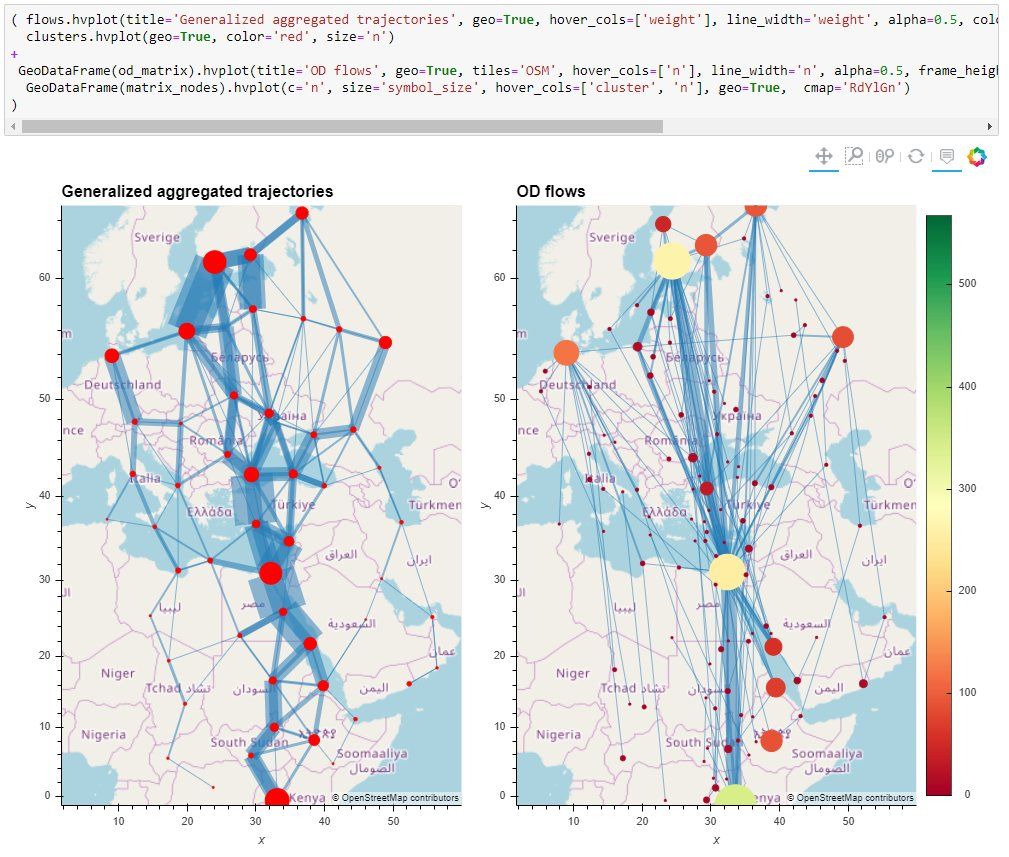 ( flows.hvplot(title='Generalized aggregated trajectories', geo=True, hover_cols=['weight'], line_width='weight', alpha=0.5, colo
clusters.hvplot(geo=True, color='red', size='n')
+
GeoDataFrame(od_matrix).hvplot(title='OD flows', geo=True, tiles='OSM', hover_cols=['n'], line_width='n', alpha=0.5, frame_heigh
GeoDataFrame(matrix_nodes).hvplot(c='n', size='symbol_size', hover_cols=['cluster', 'n'], geo=True,  cmap='RdYlGn')
)
Generalized aggregated trajectories
Sverige
60
m
Беларусь
Deutschland
50
nce
Україна
România
Italia
40
Ελλάδα
Türkiye
Türkmen
y
العراق
ایران
30
ليبيا
مصر
السعودية
20
عمان
Niger
Tchad تشاد
السودان
اليمن
10
Nigeria
South Sudan
Soomaaliya
الصومال
0
Kenya
© OpenStreetMap contributors
10 20 30 40 50
x
OD flows
Sverige
60
m
Беларусь
Deutschland
50
nce
Україна
România
Italia
40
Ελλάδα
Türkiye
Türkmen
y
العراق
ایران
30
ليبيا
مصر
السعودية
20
عمان
Niger
Tchad تشاد
السودان
اليمن
10
Nigeria
South Sudan
Soomaaliya
الصومال
0
© OpenStreetMap contributors
10 20 30 40 50
x
500
400
300
200
100
0